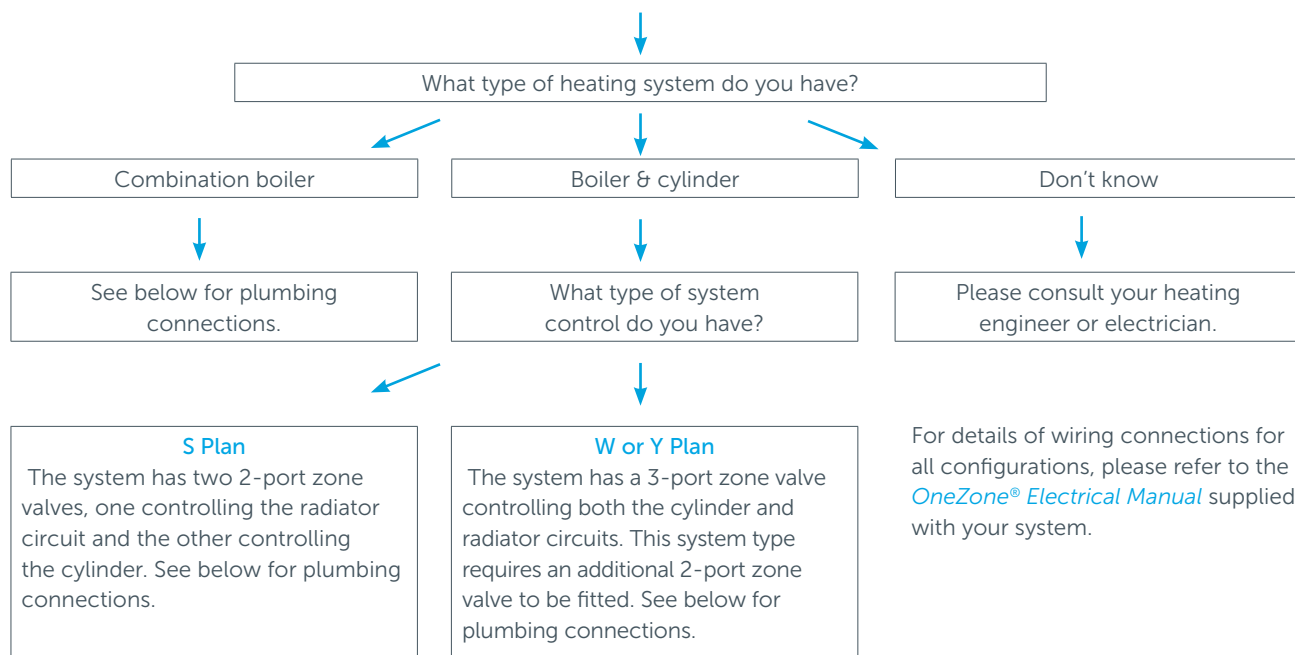 What type of heating system do you have?
Combination boiler
Boiler & cylinder
Don't know
See below for plumbing
connections.
What type of system
control do you have?
Please consult your heating
engineer or electrician.
S Plan
The system has two 2-port zone
valves, one controlling the radiator
circuit and the other controlling
the cylinder. See below for plumbing
connections.
W or Y Plan
The system has a 3-port zone valve
controlling both the cylinder and
radiator circuits. This system type
requires an additional 2-port zone
valve to be fitted. See below for
plumbing connections.
For details of wiring connections for
all configurations, please refer to the
OneZone® Electrical Manual supplied
with your system.